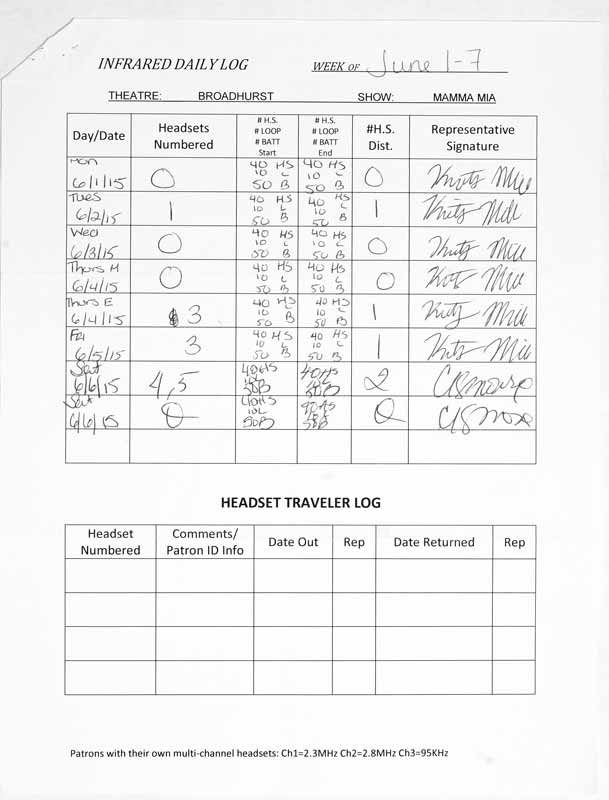 INFRARED DAILY LOG WEEK OF June 1-7
THEATRE: BROADHURST SHOW: MAMMA MIA
Day/Date Headsets Numbered # H.S. # LOOP # BATT Start # H.S. # LOOP # BATT End #H.S. Dist. Representative Signature
Mon 6/1/15 0 40 HS 10 L 50 B 40 HS 10 L 50 B 0
Tues 6/2/15 1 40 HS 10 L 50 B 40 HS 10 L 50 B 1
Wed 6/3/15 0 40 HS 10 L 50 B 40 HS 10 L 50 B 0
Thurs M 6/4/15 0 40 HS 10 L 50 B 40 HS 10 L 50 B 0
Thurs E 6/4/15 3 40 HS 10 L 50 B 40 HS 10 L 50 B 1
Fri 6/5/15 3 40 HS 10 L 50 B 40 HS 10 L 50 B 1
Sat 6/6/15 4,5 40HS 10L 50B 40HS 10L 50B 2
Sat 6/6/15 0 40HS 10L 50B 40HS 10L 50B 0
HEADSET TRAVELER LOG
Headset Numbered Comments/ Patron ID Info Date Out Rep Date Returned Rep
Patrons with their own multi-channel headsets: Ch1=2.3MHz Ch2=2.8MHz Ch3=95KHz